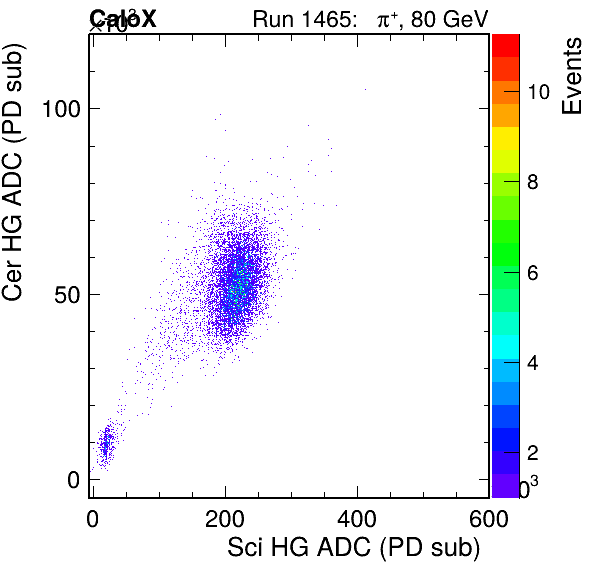 CaloX Run 1465: π+, 80 GeV
×10³
Cer HG ADC (PD sub)
100
50
0
0 200 400 600
Sci HG ADC (PD sub)
Events
10
8
6
4
2
0³